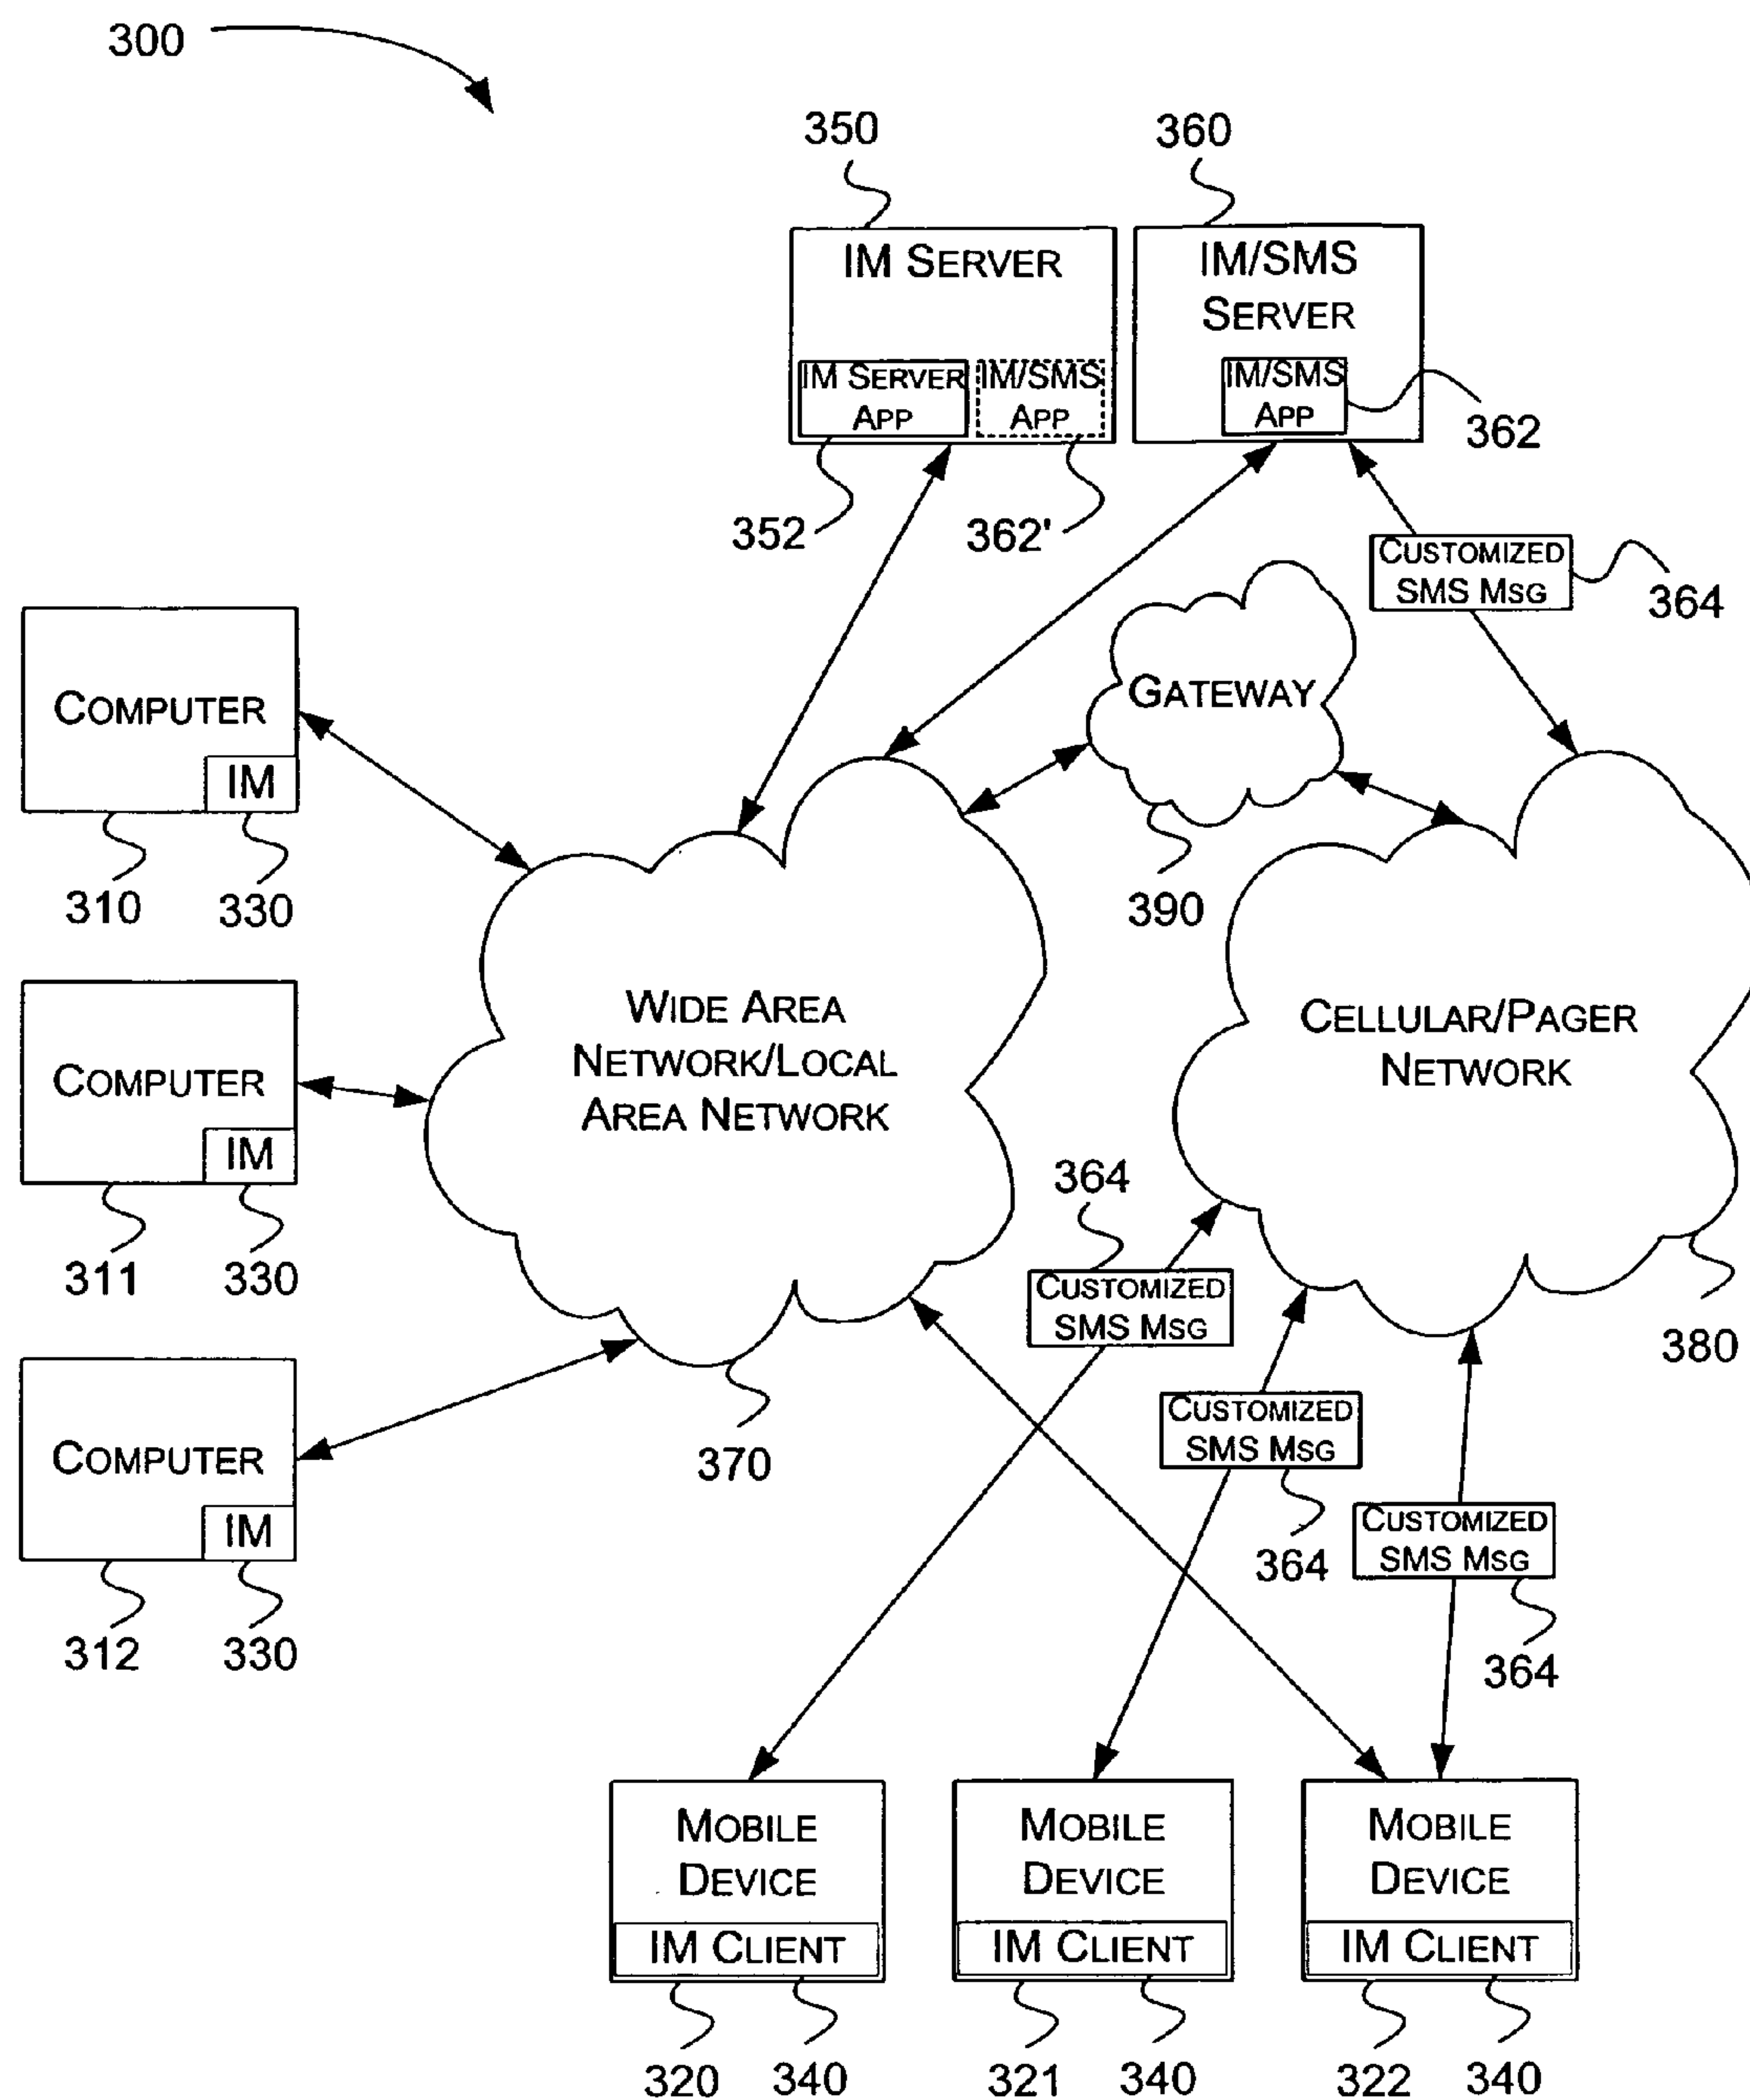 300
350
360
IM SERVER
IM/SMS
SERVER
IM SERVER
APP
IM/SMS
APP
IM/SMS
APP
362
352
362'
CUSTOMIZED
SMS MSG
364
GATEWAY
390
COMPUTER
IM
310
330
COMPUTER
IM
311
330
COMPUTER
IM
312
330
WIDE AREA
NETWORK/LOCAL
AREA NETWORK
370
CELLULAR/PAGER
NETWORK
380
364
CUSTOMIZED
SMS MSG
CUSTOMIZED
SMS MSG
364
CUSTOMIZED
SMS MSG
364
MOBILE
DEVICE
IM CLIENT
320
340
MOBILE
DEVICE
IM CLIENT
321
340
MOBILE
DEVICE
IM CLIENT
322
340